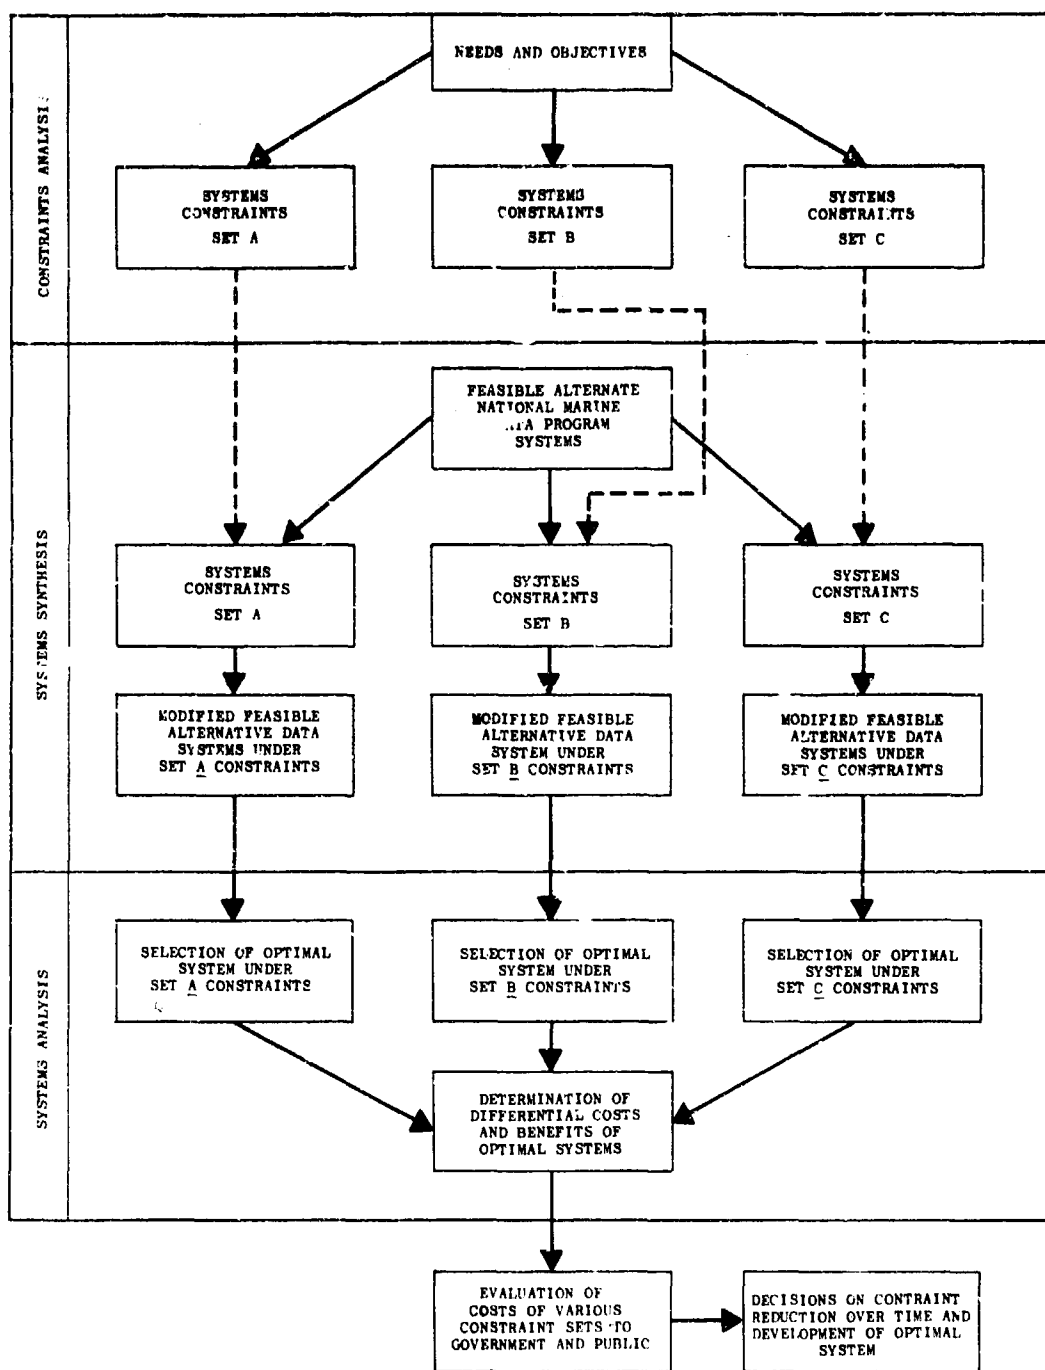 CONSTRAINTS ANALYSIS
NEEDS AND OBJECTIVES
SYSTEMS
CONSTRAINTS
SET A
SYSTEMS
CONSTRAINTS
SET B
SYSTEMS
CONSTRAINTS
SET C
SYSTEMS SYNTHESIS
FEASIBLE ALTERNATE
NATIONAL MARINE
PROGRAM
SYSTEMS
SYSTEMS
CONSTRAINTS
SET A
SYSTEMS
CONSTRAINTS
SET B
SYSTEMS
CONSTRAINTS
SET C
MODIFIED FEASIBLE
ALTERNATIVE DATA
SYSTEMS UNDER
SET A CONSTRAINTS
MODIFIED FEASIBLE
ALTERNATIVE DATA
SYSTEM UNDER
SET B CONSTRAINTS
MODIFIED FEASIBLE
ALTERNATIVE DATA
SYSTEMS UNDER
SET C CONSTRAINTS
SYSTEMS ANALYSIS
SELECTION OF OPTIMAL
SYSTEM UNDER
SET A CONSTRAINTS
SELECTION OF OPTIMAL
SYSTEM UNDER
SET B CONSTRAINTS
SELECTION OF OPTIMAL
SYSTEM UNDER
SET C CONSTRAINTS
DETERMINATION OF
DIFFERENTIAL COSTS
AND BENEFITS OF
OPTIMAL SYSTEMS
EVALUATION OF
COSTS OF VARIOUS
CONSTRAINT SETS TO
GOVERNMENT AND PUBLIC
DECISIONS ON CONTRAINT
REDUCTION OVER TIME AND
DEVELOPMENT OF OPTIMAL
SYSTEM